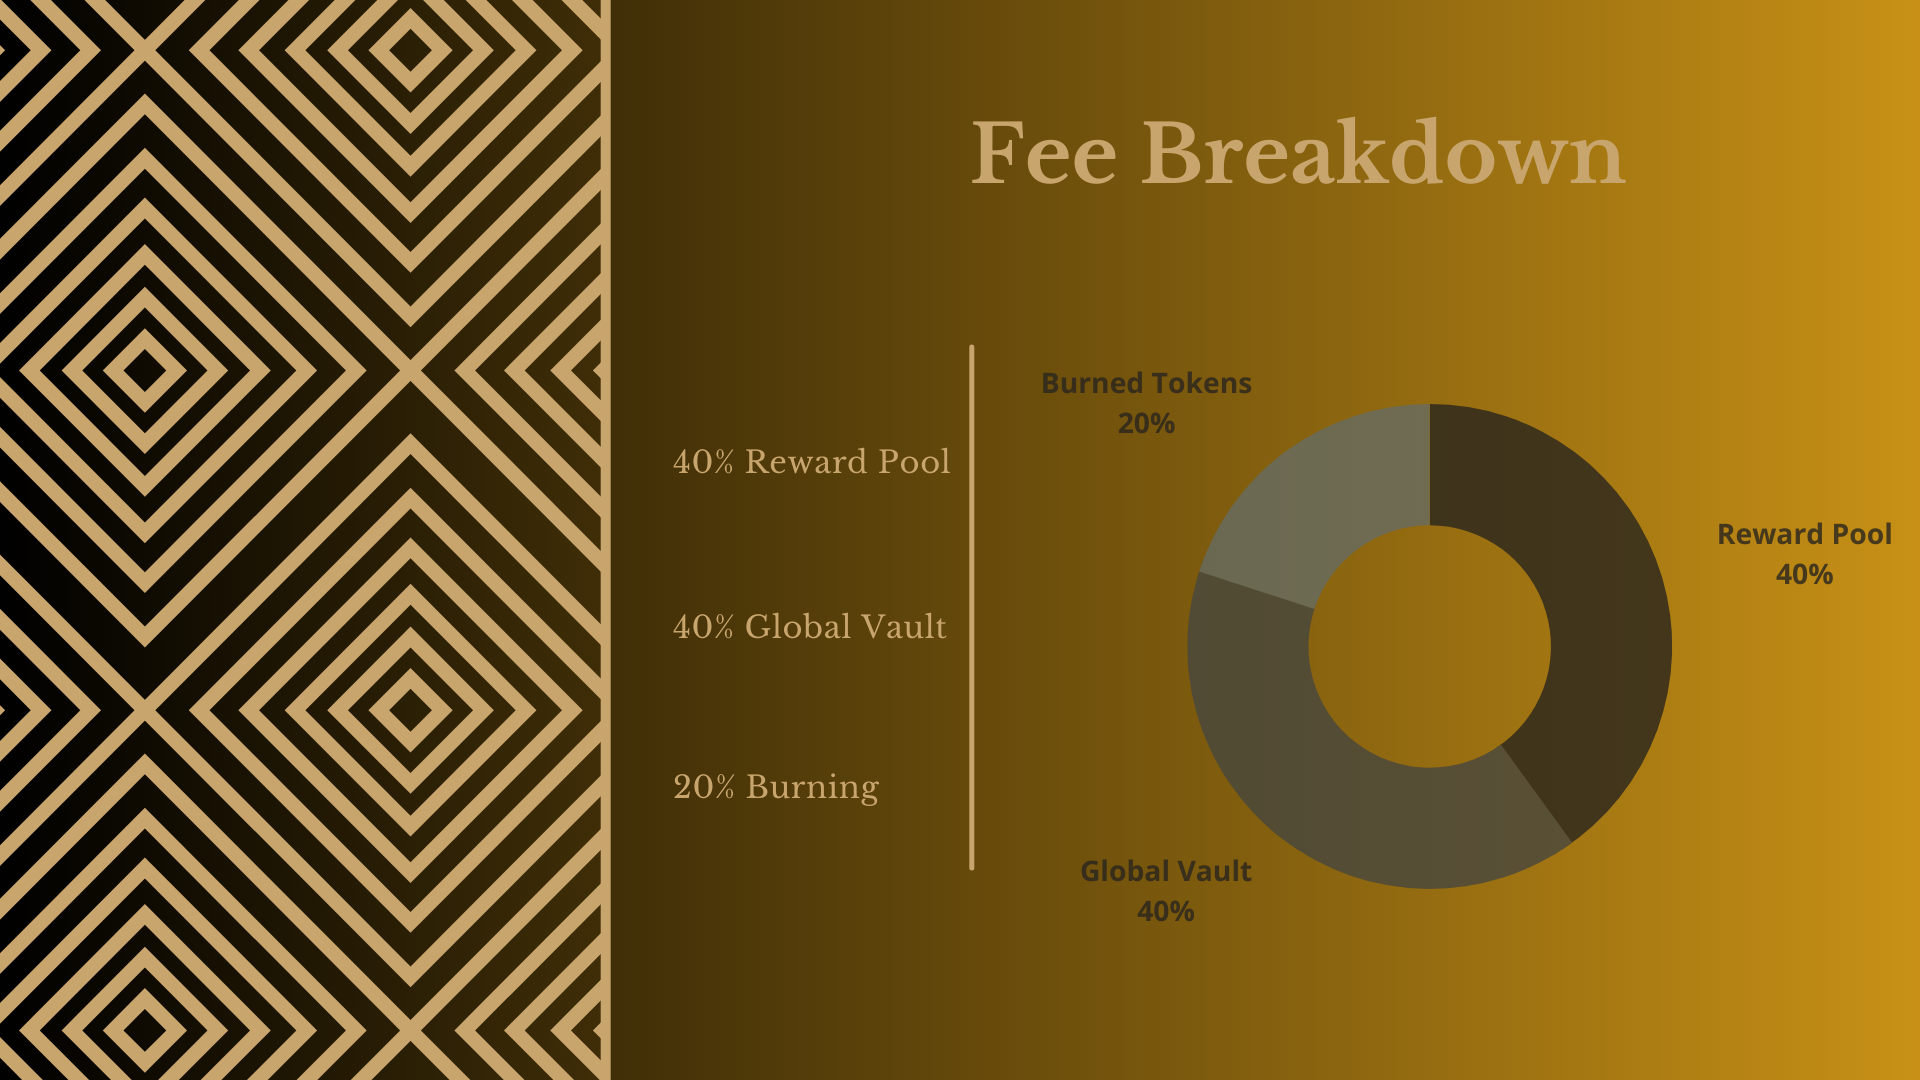 Fee Breakdown
40% Reward Pool
40% Global Vault
20% Burning
Burned Tokens
20%
Reward Pool
40%
Global Vault
40%